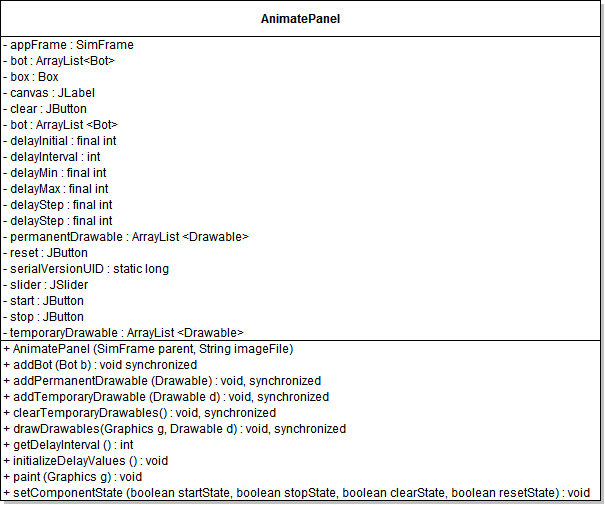 AnimatePanel
- appFrame : SimFrame
- bot : ArrayList<Bot>
- box : Box
- canvas : JLabel
- clear : JButton
- bot : ArrayList <Bot>
- delayInitial : final int
- delayInterval : int
- delayMin : final int
- delayMax : final int
- delayStep : final int
- delayStep : final int
- permanentDrawable : ArrayList <Drawable>
- reset : JButton
- serialVersionUID : static long
- slider : JSlider
- start : JButton
- stop : JButton
- temporaryDrawable : ArrayList <Drawable>
+ AnimatePanel (SimFrame parent, String imageFile)
+ addBot (Bot b) : void synchronized
+ addPermanentDrawable (Drawable) : void, synchronized
+ addTemporaryDrawable (Drawable d) : void, synchronized
+ clearTemporaryDrawables() : void, synchronized
+ drawDrawables(Graphics g, Drawable d) : void, synchronized
+ getDelayInterval () : int
+ initializeDelayValues () : void
+ paint (Graphics g) : void
+ setComponentState (boolean startState, boolean stopState, boolean clearState, boolean resetState) : void